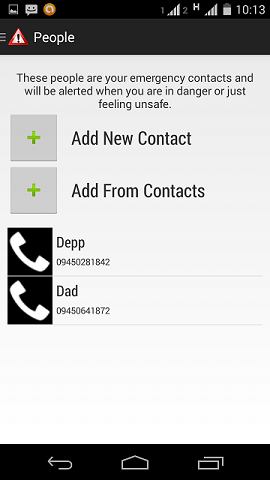 1 2 H 10:13
People
These people are your emergency contacts and
will be alerted when you are in danger or just
feeling unsafe.
Add New Contact
Add From Contacts
Depp
09450281842
Dad
09450641872